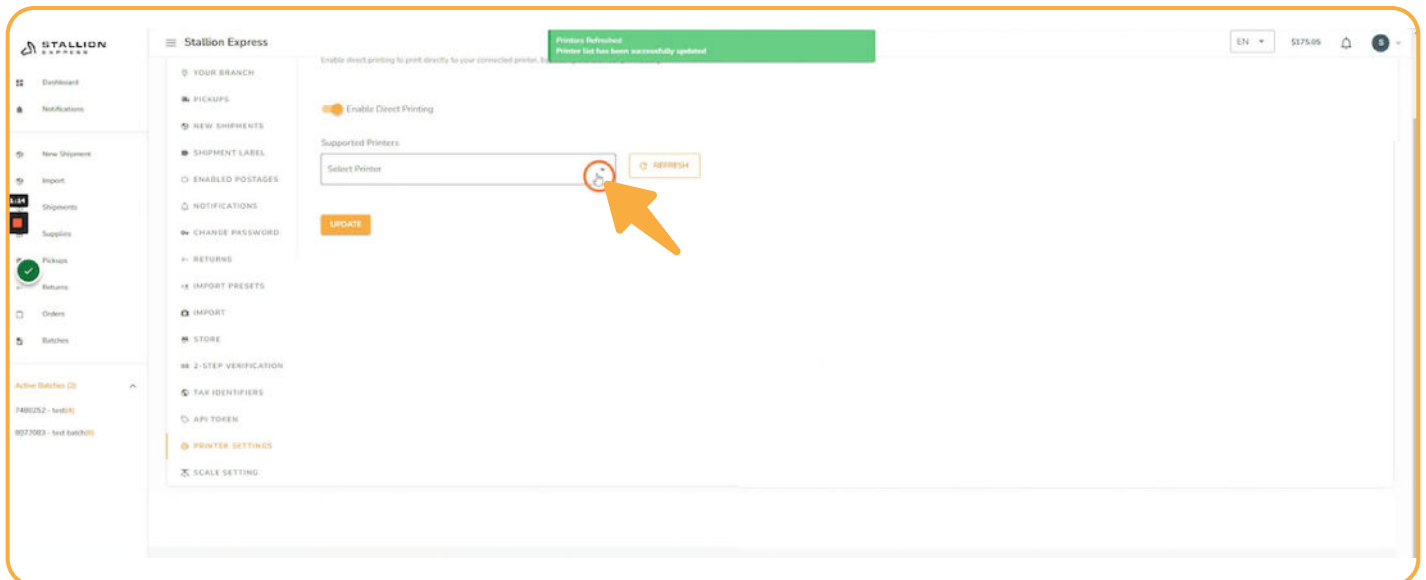 STALLION
EXPRESS
Dashboard
Notifications
New Shipment
Import
Shipments
Supplies
Pickups
Returns
Orders
Batches
Active Batches (2)
7480252 - test(4)
8077083 - test batch
Stallion Express
Printers Refreshed
Printer list has been successfully updated
EN
$175.05
S
YOUR BRANCH
PICKUPS
NEW SHIPMENTS
SHIPMENT LABEL
ENABLED POSTAGES
NOTIFICATIONS
CHANGE PASSWORD
RETURNS
IMPORT PRESETS
IMPORT
STORE
2-STEP VERIFICATION
TAX IDENTIFIERS
API TOKEN
PRINTER SETTINGS
SCALE SETTING
Enable direct printing to print directly to your connected printer,
Enable Direct Printing
Supported Printers
Select Printer
REFRESH
UPDATE